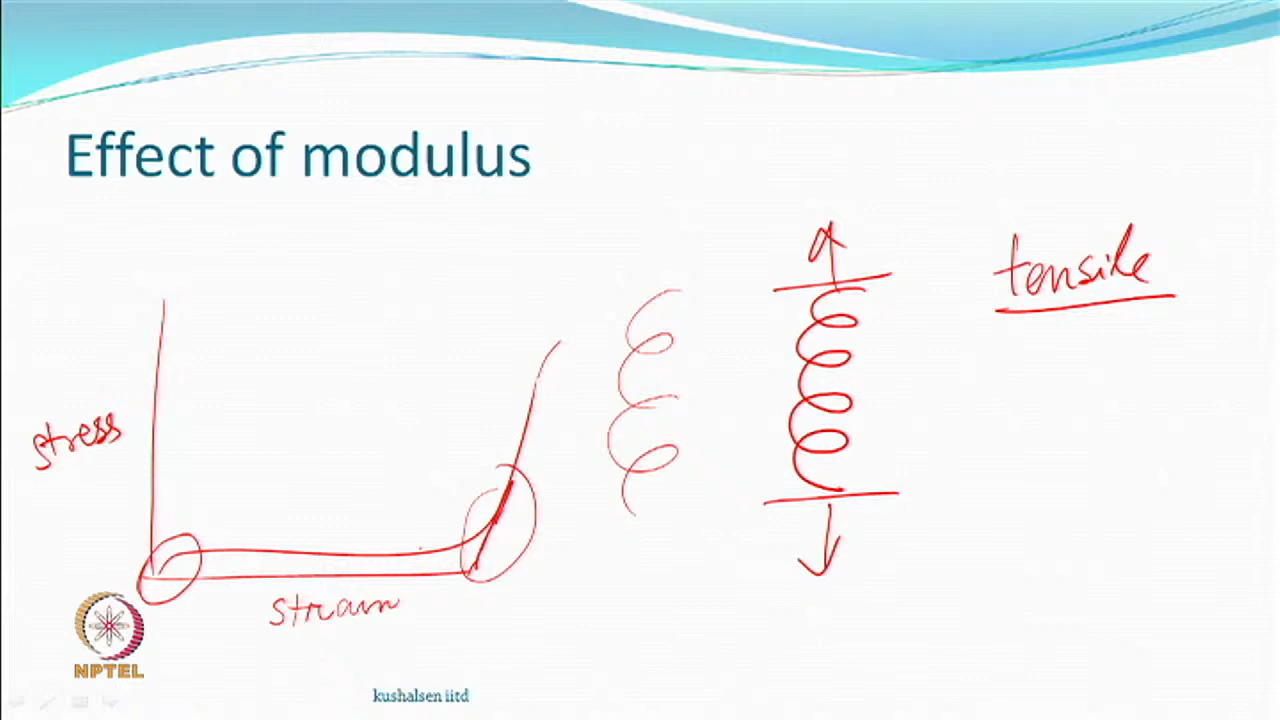 Effect of modulus
tensile
stress
strain
NPTEL
kushalsen iitd